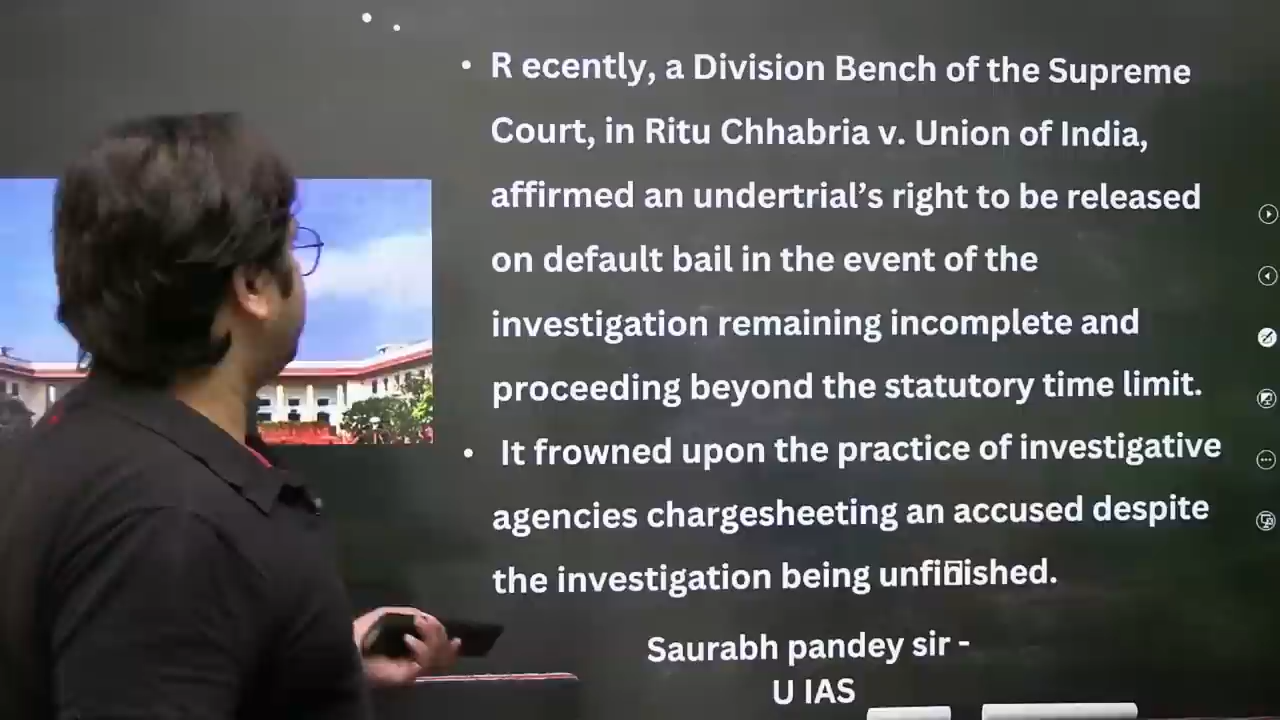 • R ecently, a Division Bench of the Supreme
Court, in Ritu Chhabria v. Union of India,
affirmed an undertrial’s right to be released
on default bail in the event of the
investigation remaining incomplete and
proceeding beyond the statutory time limit.
• It frowned upon the practice of investigative
agencies chargesheeting an accused despite
the investigation being unfi▯ished.
Saurabh pandey sir -
U IAS